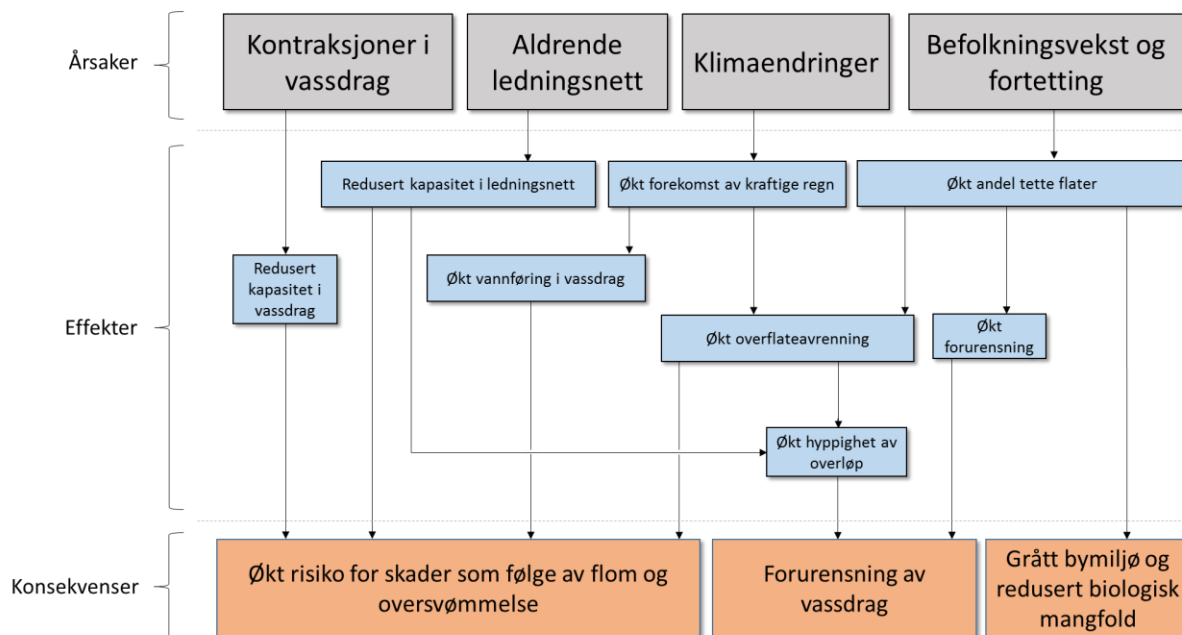 Årsaker
Kontraksjoner i
vassdrag
Aldrende
ledningsnett
Klimaendringer
Befolkningsvekst og
fortetting
Effekter
Redusert kapasitet i ledningsnett
Økt forekomst av kraftige regn
Økt andel tette flater
Redusert
kapasitet i
vassdrag
Økt vannføring i vassdrag
Økt overflateavrenning
Økt
forurensning
Økt hyppighet av
overløp
Konsekvenser
Økt risiko for skader som følge av flom og
oversvømmelse
Forurensning av
vassdrag
Grått bymiljø og
redusert biologisk
mangfold